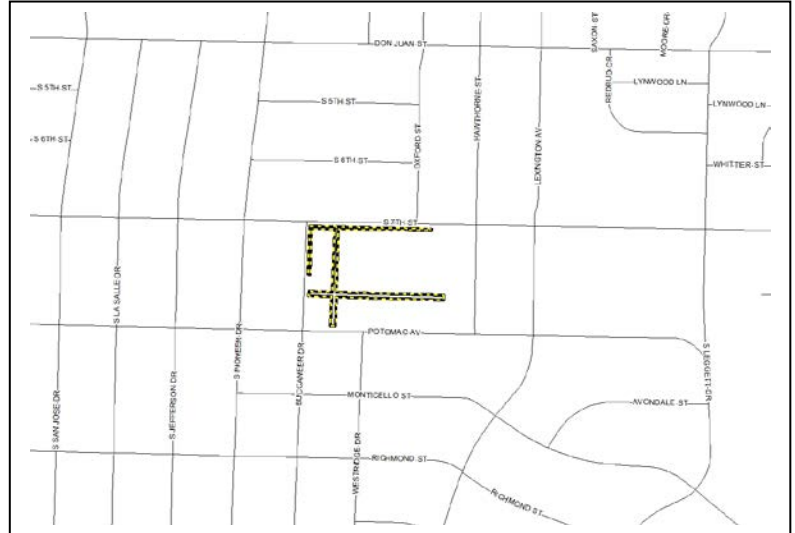 SAXON ST
MOORE DR
DON JUAN ST
REDBUD CR
LYNWOOD LN
S 5TH ST
S 5TH ST
LYNWOOD LN
HAWTHORNE ST
OXFORD ST
S 6TH ST
S 6TH ST
LEXINGTON AV
WHITTIER ST
S 7TH ST
S LA SALLE DR
S PIONEER DR
BUCCANEER DR
POTOMAC AV
S LEGGETT DR
S SAN JOSE DR
S JEFFERSON DR
MONTICELLO ST
AVONDALE ST
WESTRIDGE DR
RICHMOND ST
RICHMOND ST